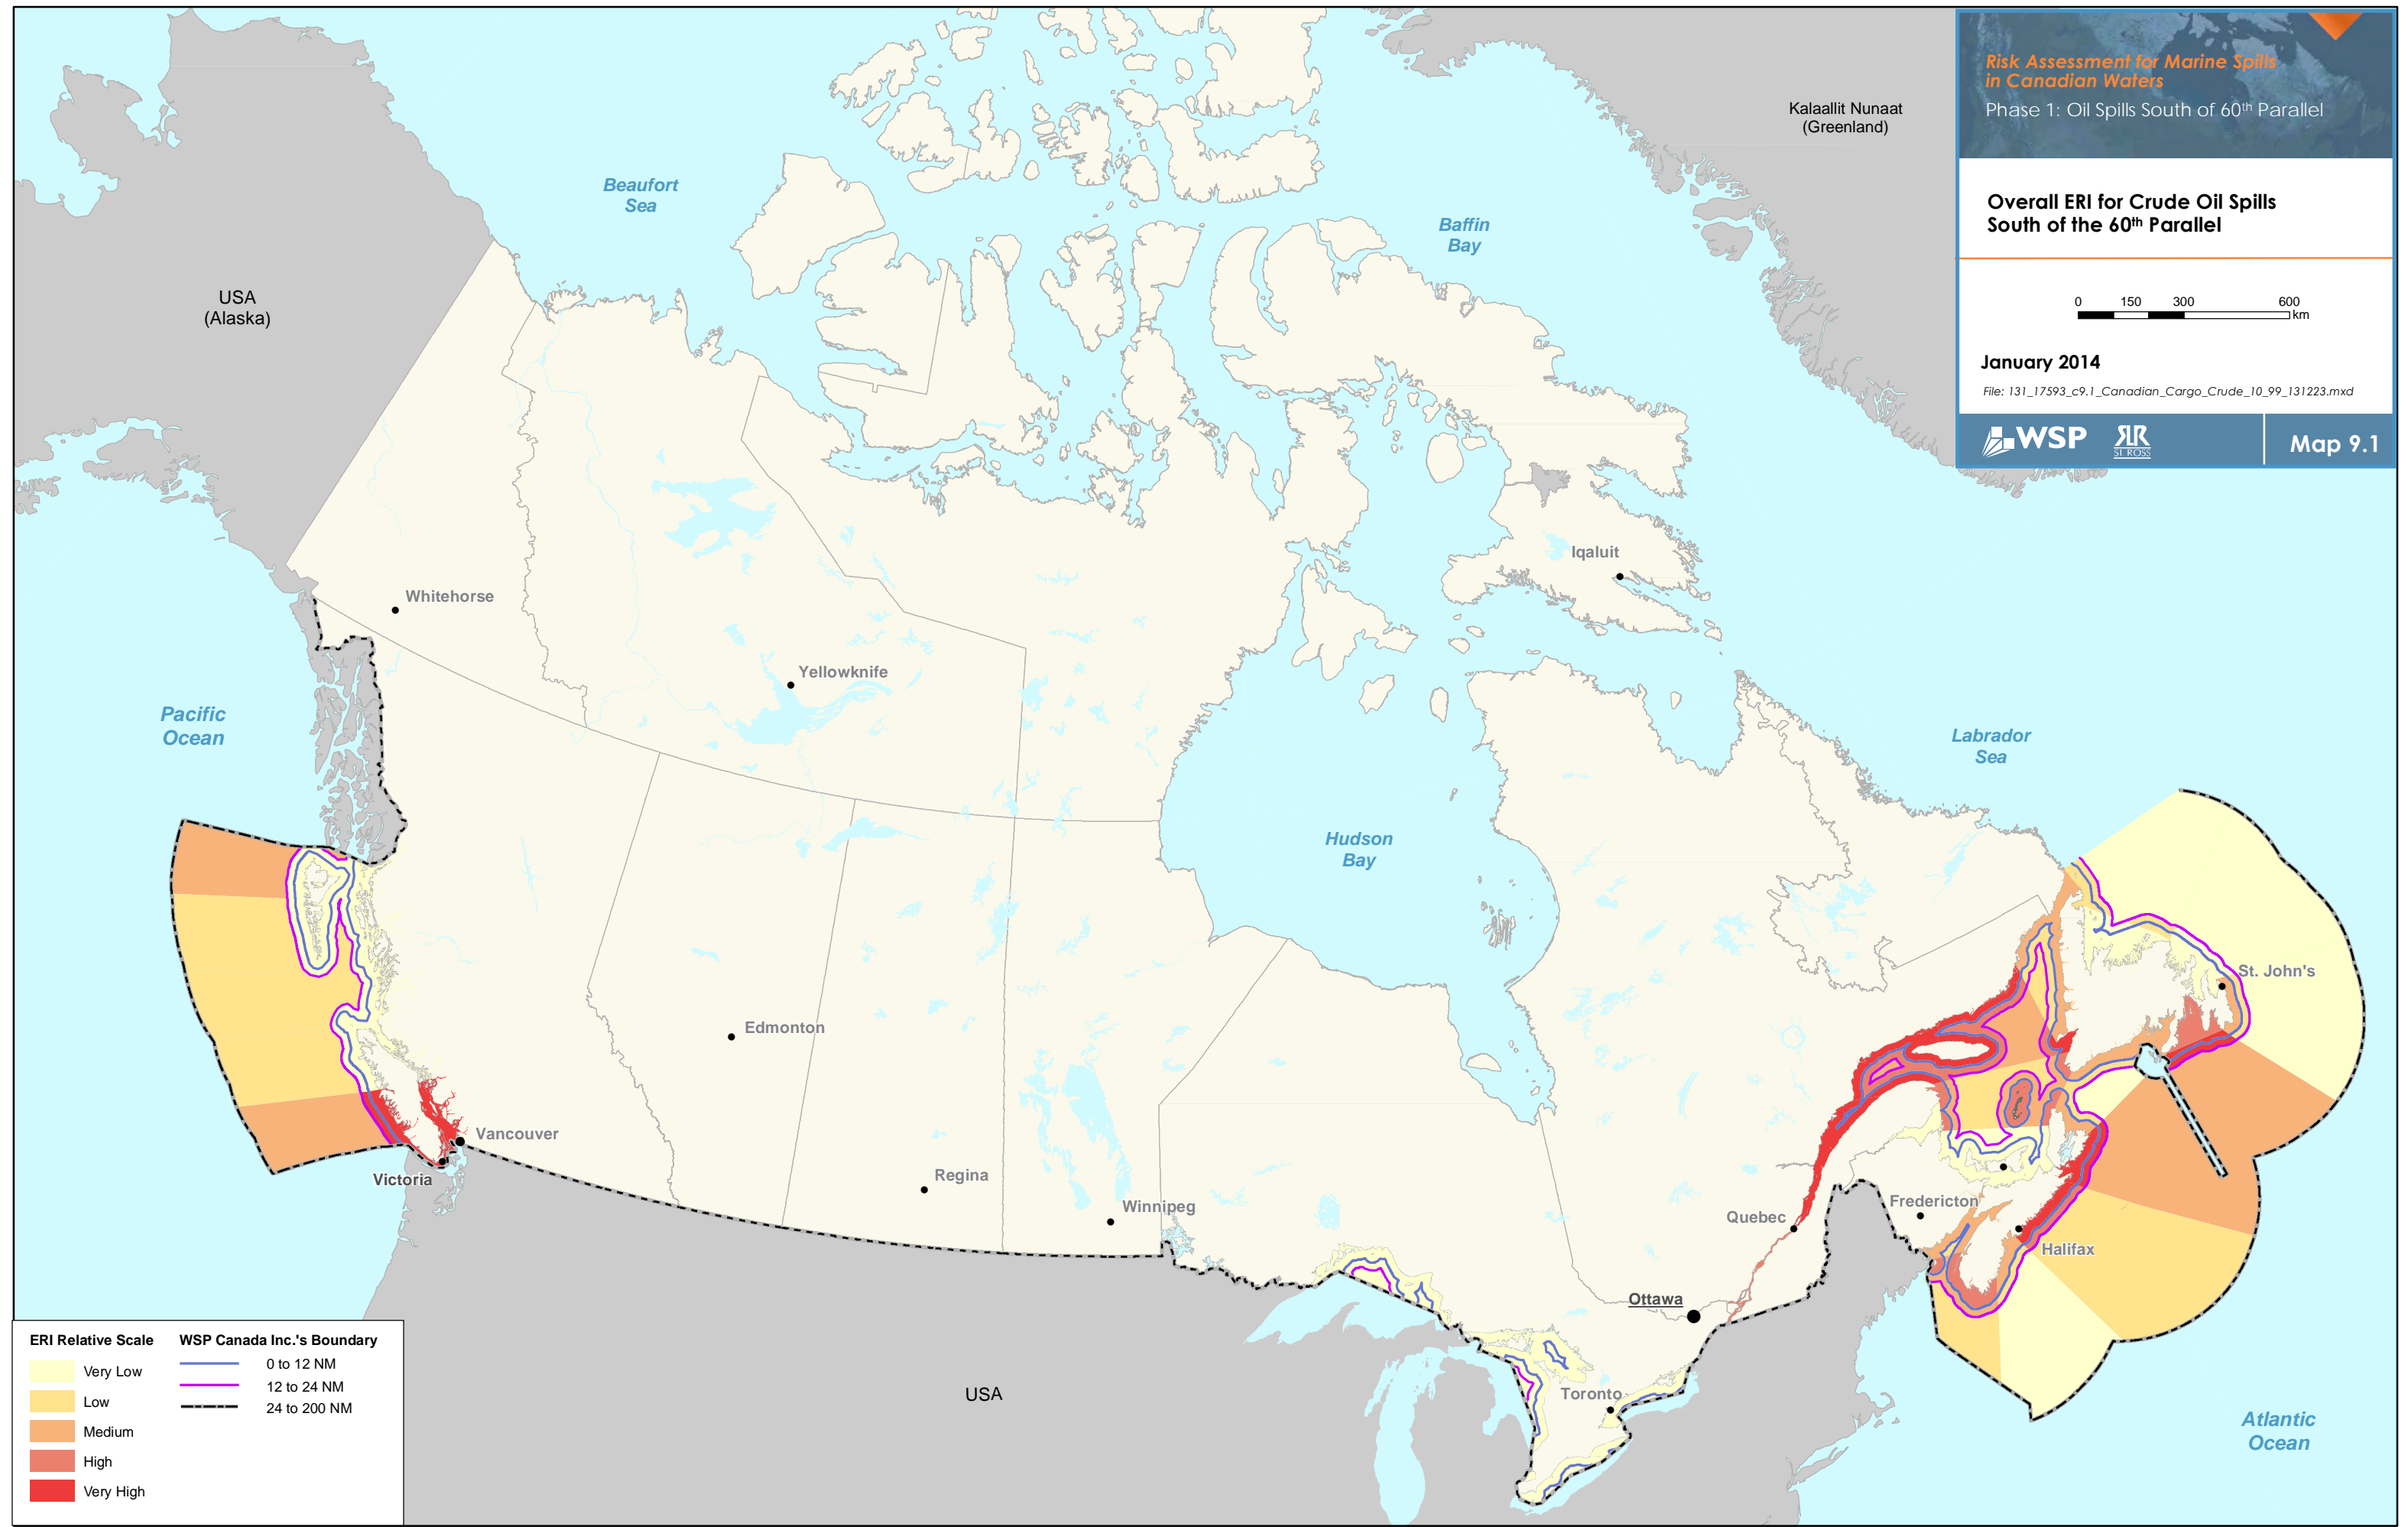 Risk Assessment for Marine Spills
in Canadian Waters
Phase 1: Oil Spills South of 60th Parallel
Overall ERI for Crude Oil Spills
South of the 60th Parallel
0 150 300 600
km
January 2014
File: 131_17593_c9.1_Canadian_Cargo_Crude_10_99_131223.mxd
WSP
SL ROSS
Map 9.1
Kalaallit Nunaat
(Greenland)
Beaufort
Sea
Baffin
Bay
USA
(Alaska)
Iqaluit
Whitehorse
Yellowknife
Pacific
Ocean
Labrador
Sea
Hudson
Bay
St. John's
Edmonton
Vancouver
Victoria
Regina
Winnipeg
Quebec
Fredericton
Halifax
Ottawa
Toronto
USA
Atlantic
Ocean
ERI Relative Scale
Very Low
Low
Medium
High
Very High
WSP Canada Inc.'s Boundary
0 to 12 NM
12 to 24 NM
24 to 200 NM